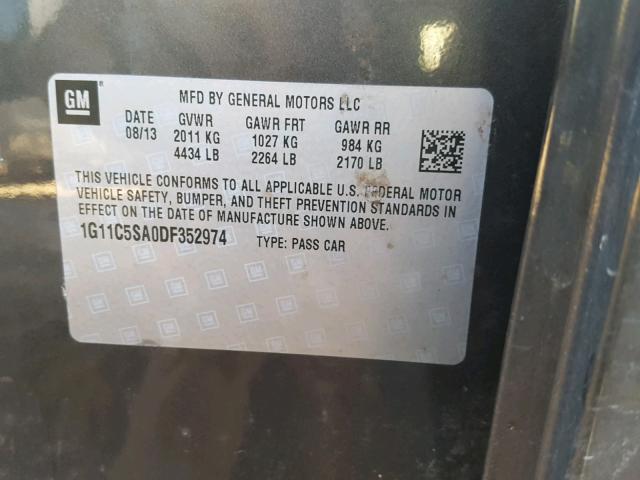 GM
MFD BY GENERAL MOTORS LLC
DATE GVWR GAWR FRT GAWR RR
08/13 2011 KG 1027 KG 984 KG
4434 LB 2264 LB 2170 LB
THIS VEHICLE CONFORMS TO ALL APPLICABLE U.S. FEDERAL MOTOR
VEHICLE SAFETY, BUMPER, AND THEFT PREVENTION STANDARDS IN
EFFECT ON THE DATE OF MANUFACTURE SHOWN ABOVE.
1G11C5SA0DF352974 TYPE: PASS CAR